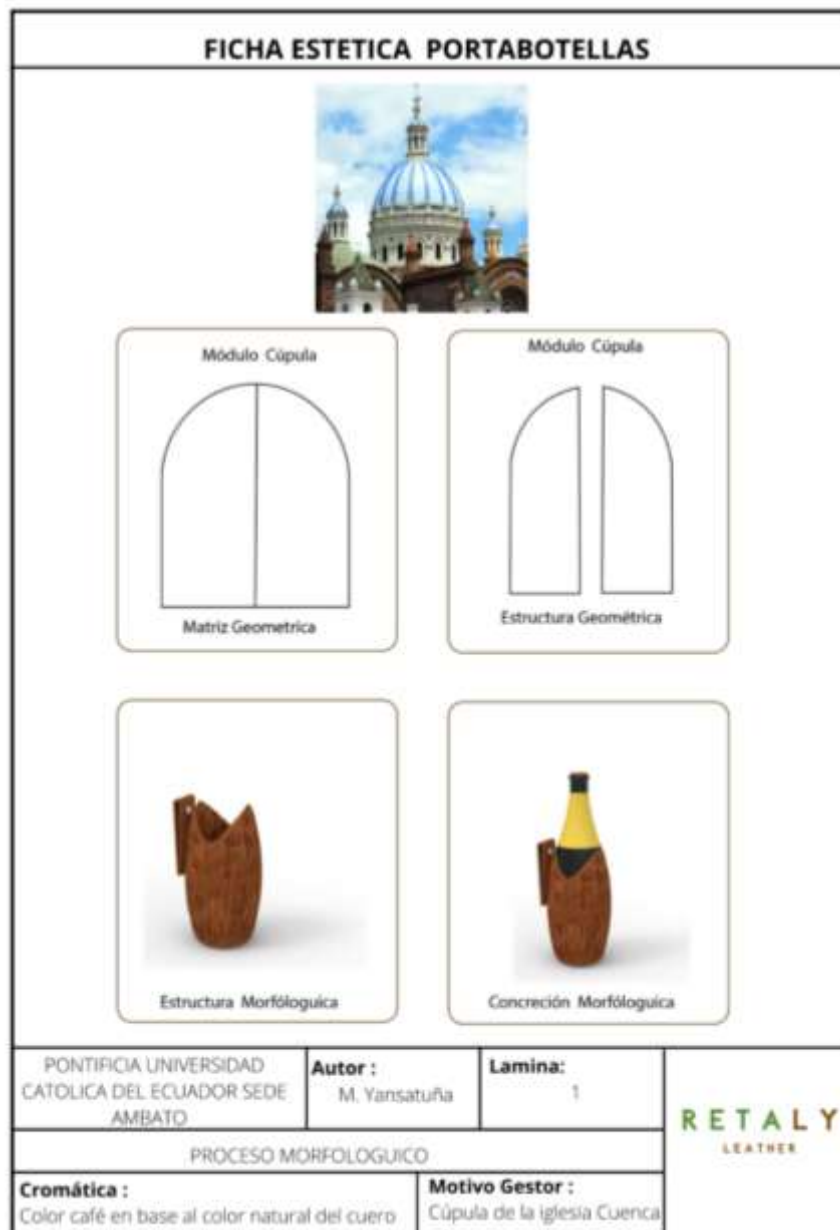 FICHA ESTETICA PORTABOTELLAS
Módulo Cúpula
Matriz Geometrica
Módulo Cúpula
Estructura Geométrica
Estructura Morfóloguica
Concreción Morfóloguica
PONTIFICIA UNIVERSIDAD
CATOLICA DEL ECUADOR SEDE
AMBATO
Autor :
M. Yansatuña
Lamina:
1
RETALY
LEATHER
PROCESO MORFOLOGUICO
Cromática :
Color café en base al color natural del cuero
Motivo Gestor :
Cúpula de la iglesia Cuenca